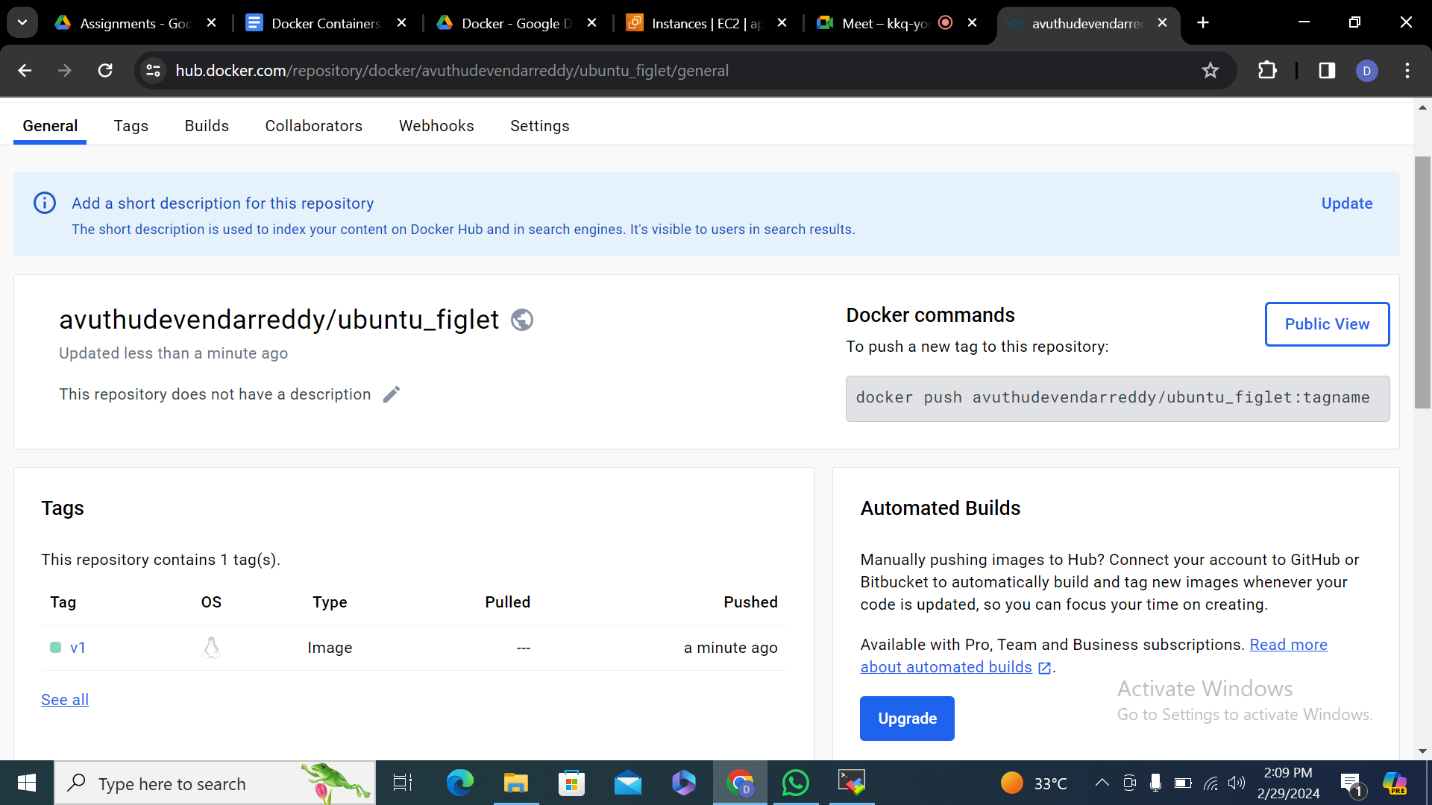 Assignments - Goo
Docker Containers
Docker - Google D
Instances | EC2 | ap
Meet – kkq-yo
avuthudevendarre
hub.docker.com/repository/docker/avuthudevendarreddy/ubuntu_figlet/general
D
General
Tags
Builds
Collaborators
Webhooks
Settings
Add a short description for this repository
Update
The short description is used to index your content on Docker Hub and in search engines. It's visible to users in search results.
avuthudevendarreddy/ubuntu_figlet
Updated less than a minute ago
This repository does not have a description
Docker commands
Public View
To push a new tag to this repository:
docker push avuthudevendarreddy/ubuntu_figlet:tagname
Tags
This repository contains 1 tag(s).
Tag OS Type Pulled Pushed
v1 Image --- a minute ago
See all
Automated Builds
Manually pushing images to Hub? Connect your account to GitHub or
Bitbucket to automatically build and tag new images whenever your
code is updated, so you can focus your time on creating.
Available with Pro, Team and Business subscriptions. Read more
about automated builds .
Upgrade
Activate Windows
Go to Settings to activate Windows.
Type here to search
D
33°C
2:09 PM
2/29/2024
1
PRE